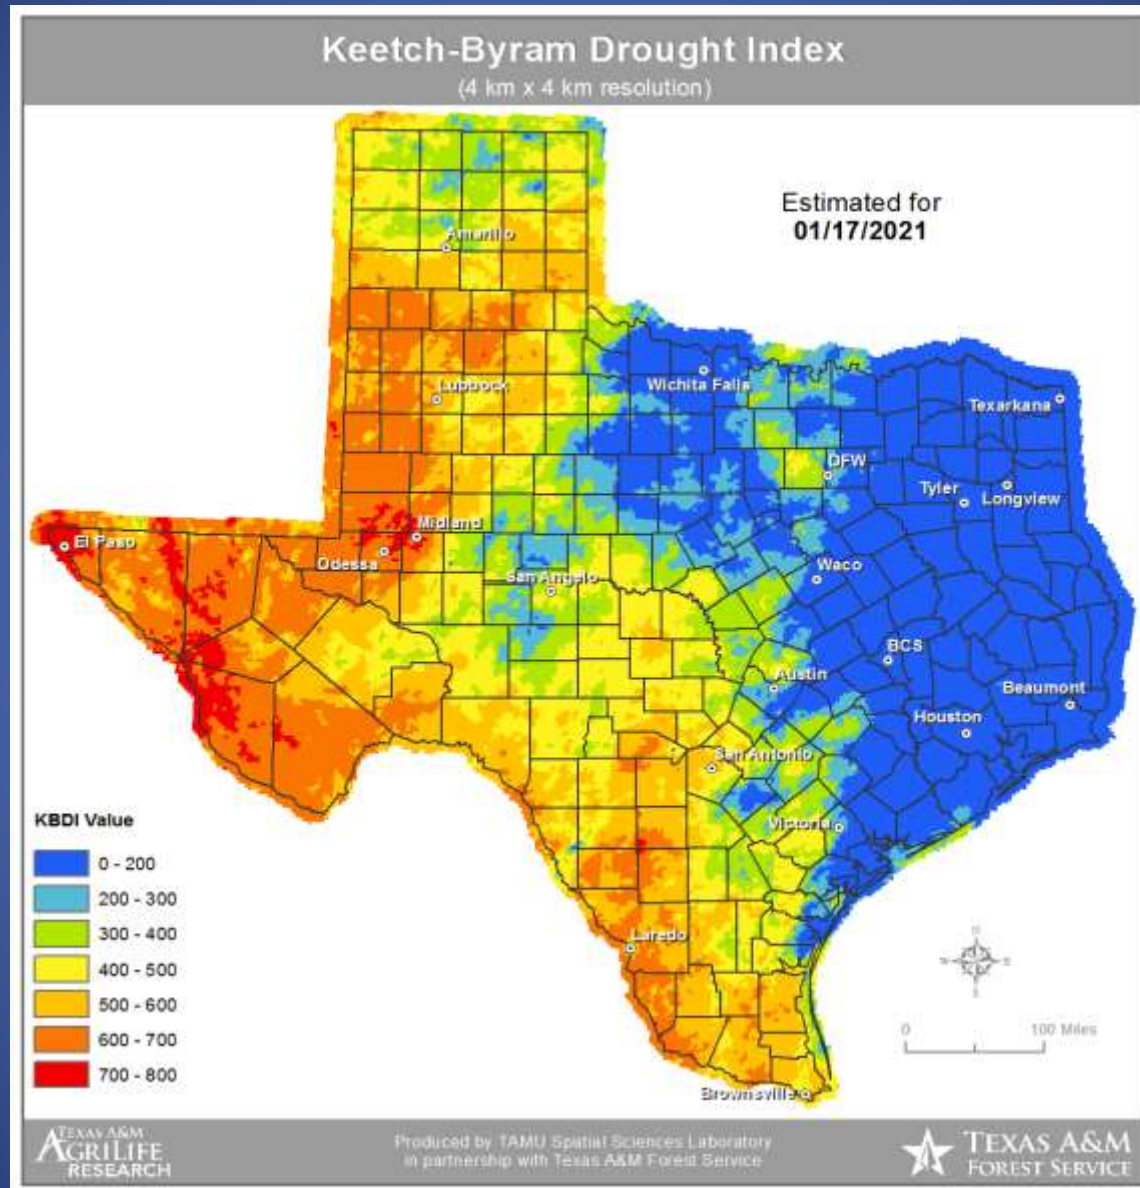 Keetch-Byram Drought Index
(4 km x 4 km resolution)
Estimated for
01/17/2021
Amarillo
Lubbock
Wichita Falls
Texarkana
DFW
Tyler
Longview
Midland
El Paso
Odessa
San Angelo
Waco
BCS
Austin
Beaumont
Houston
San Antonio
Victoria
Laredo
Brownsville
KBDI Value
0 - 200
200 - 300
300 - 400
400 - 500
500 - 600
600 - 700
700 - 800
0 100 Miles
TEXAS A&M
AGRILIFE
RESEARCH
Produced by TAMU Spatial Sciences Laboratory
in partnership with Texas A&M Forest Service
TEXAS A&M
FOREST SERVICE